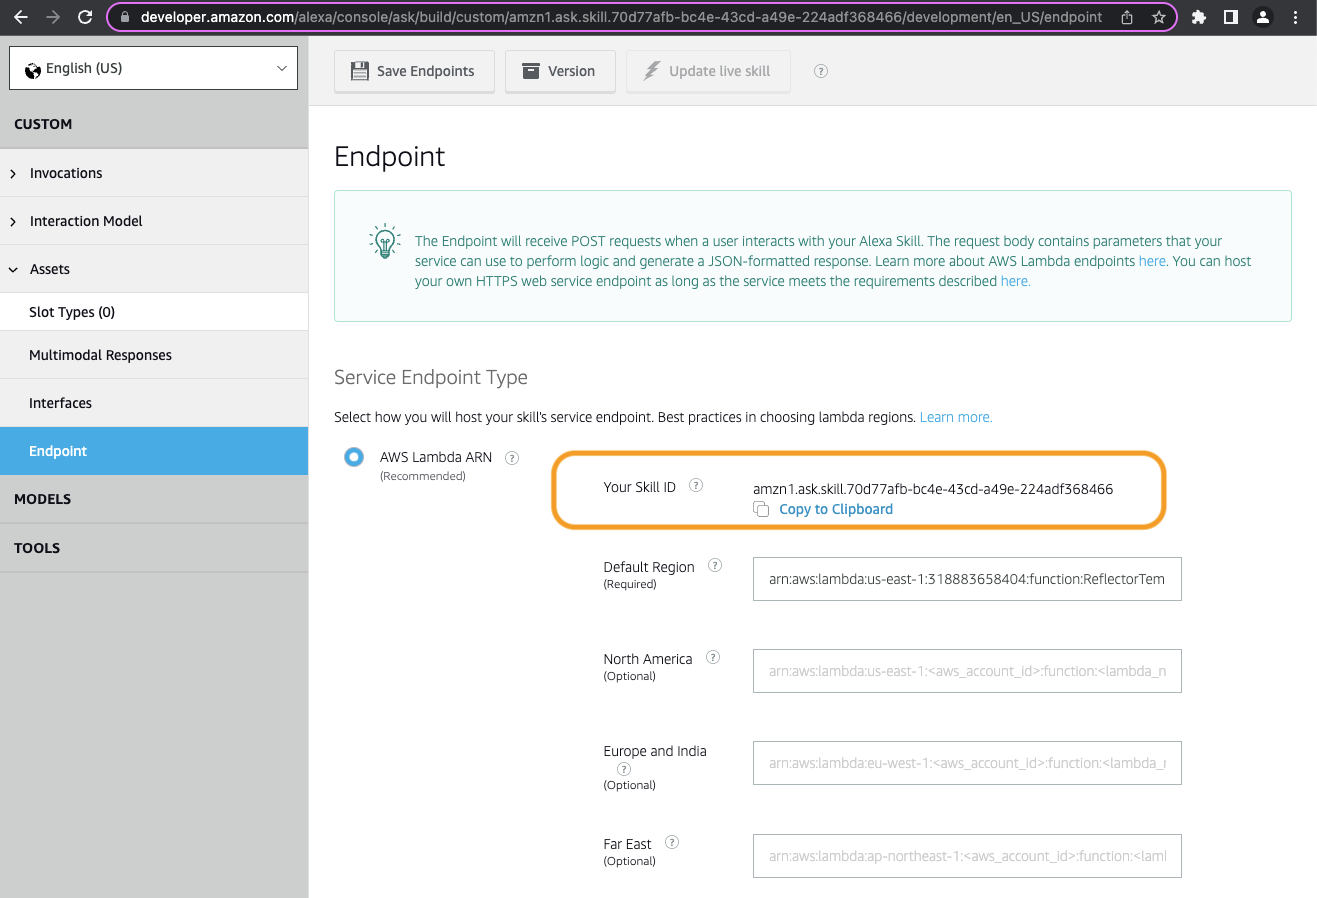 developer.amazon.com/alexa/console/ask/build/custom/amzn1.ask.skill.70d77afb-bc4e-43cd-a49e-224adf368466/development/en_US/endpoint
English (US)
Save Endpoints
Version
Update live skill
?
CUSTOM
Invocations
Interaction Model
Assets
Slot Types (0)
Multimodal Responses
Interfaces
Endpoint
MODELS
TOOLS
Endpoint
The Endpoint will receive POST requests when a user interacts with your Alexa Skill. The request body contains parameters that your
service can use to perform logic and generate a JSON-formatted response. Learn more about AWS Lambda endpoints here. You can host
your own HTTPS web service endpoint as long as the service meets the requirements described here.
Service Endpoint Type
Select how you will host your skill's service endpoint. Best practices in choosing lambda regions. Learn more.
AWS Lambda ARN ?
(Recommended)
Your Skill ID ?
amzn1.ask.skill.70d77afb-bc4e-43cd-a49e-224adf368466
Copy to Clipboard
Default Region ?
(Required)
arn:aws:lambda:us-east-1:318883658404:function:ReflectorTem
North America ?
(Optional)
arn:aws:lambda:us-east-1:<aws_account_id>:function:<lambda_n
Europe and India
?
(Optional)
arn:aws:lambda:eu-west-1:<aws_account_id>:function:<lambda_
Far East ?
(Optional)
arn:aws:lambda:ap-northeast-1:<aws_account_id>:function:<lam